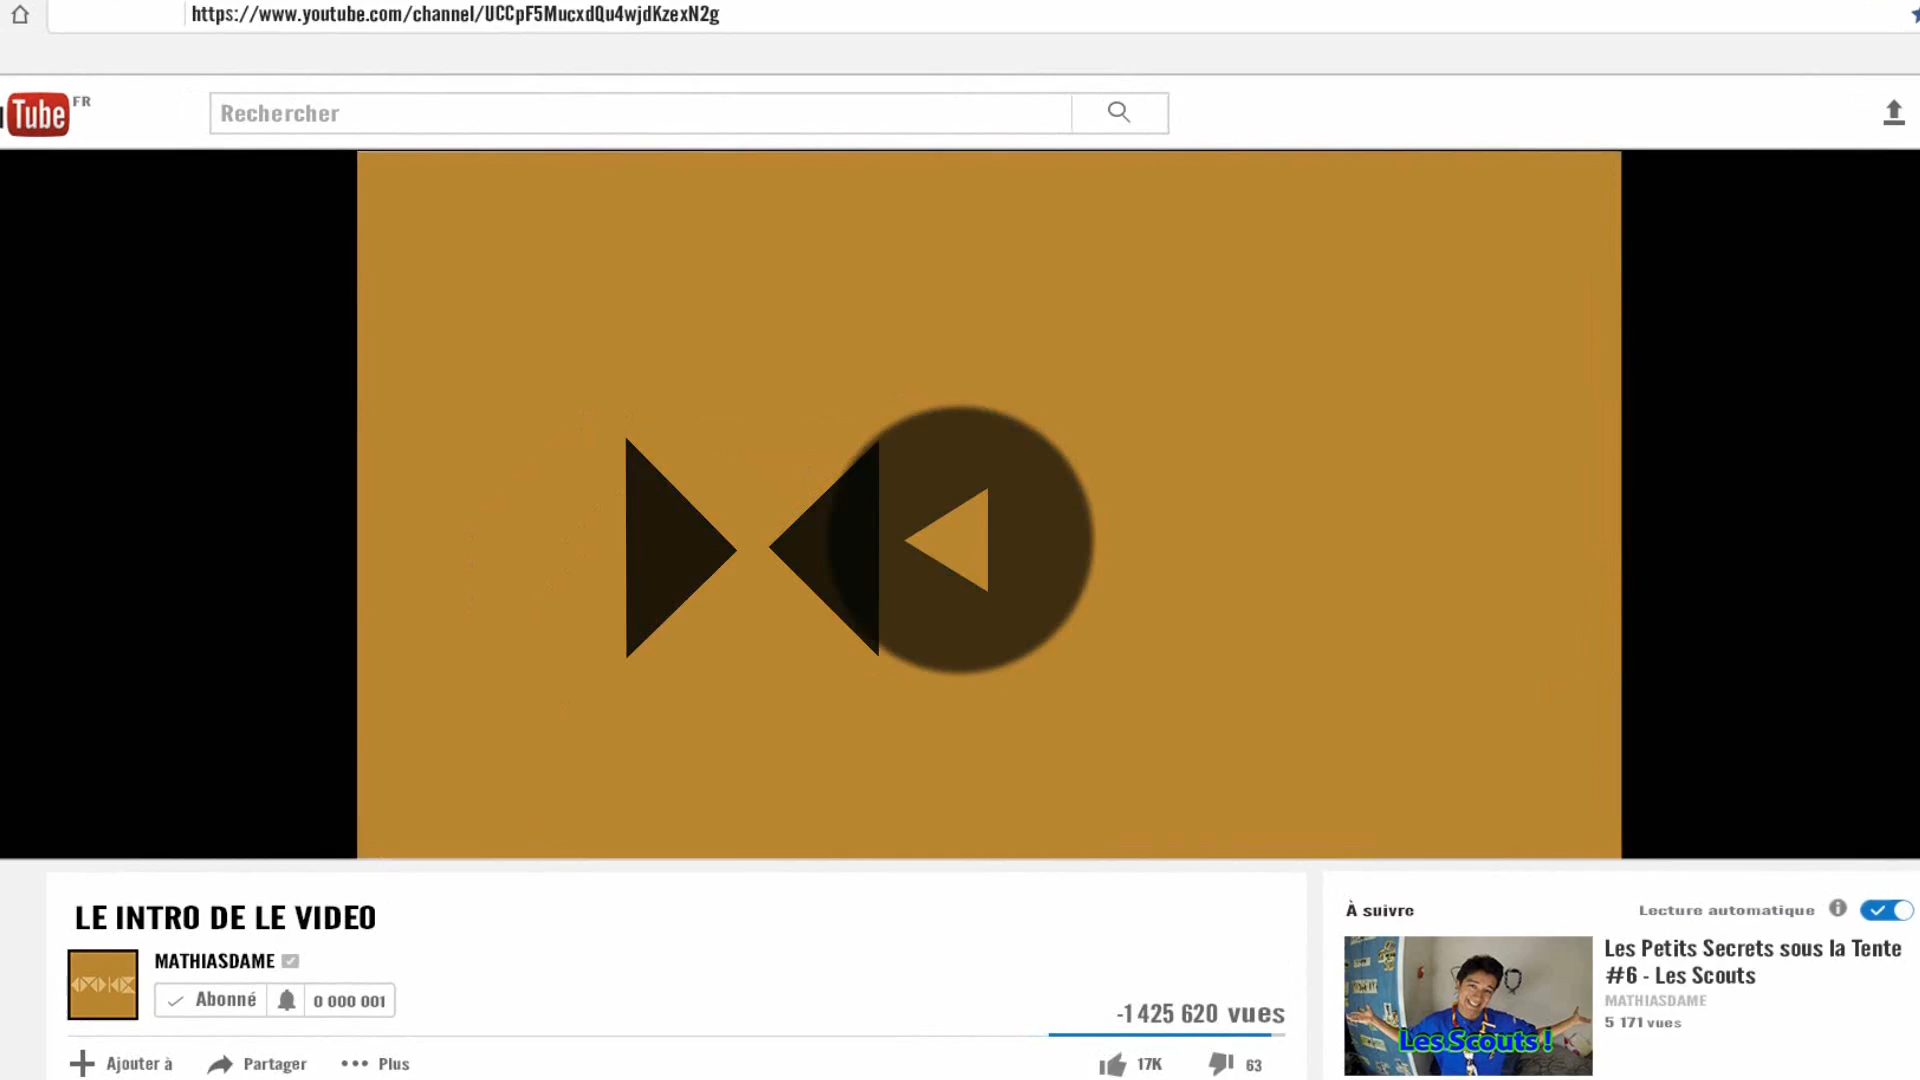 https://www.youtube.com/channel/UCCpF5MucxdQu4wjdKzexN2g
Tube FR
Rechercher
LE INTRO DE LE VIDEO
MATHIASDAME
Abonné 0 000 001
-1 425 620 vues
Ajouter à Partager Plus
17K 63
À suivre
Lecture automatique
Les Scouts !
Les Petits Secrets sous la Tente
#6 - Les Scouts
MATHIASDAME
5 171 vues